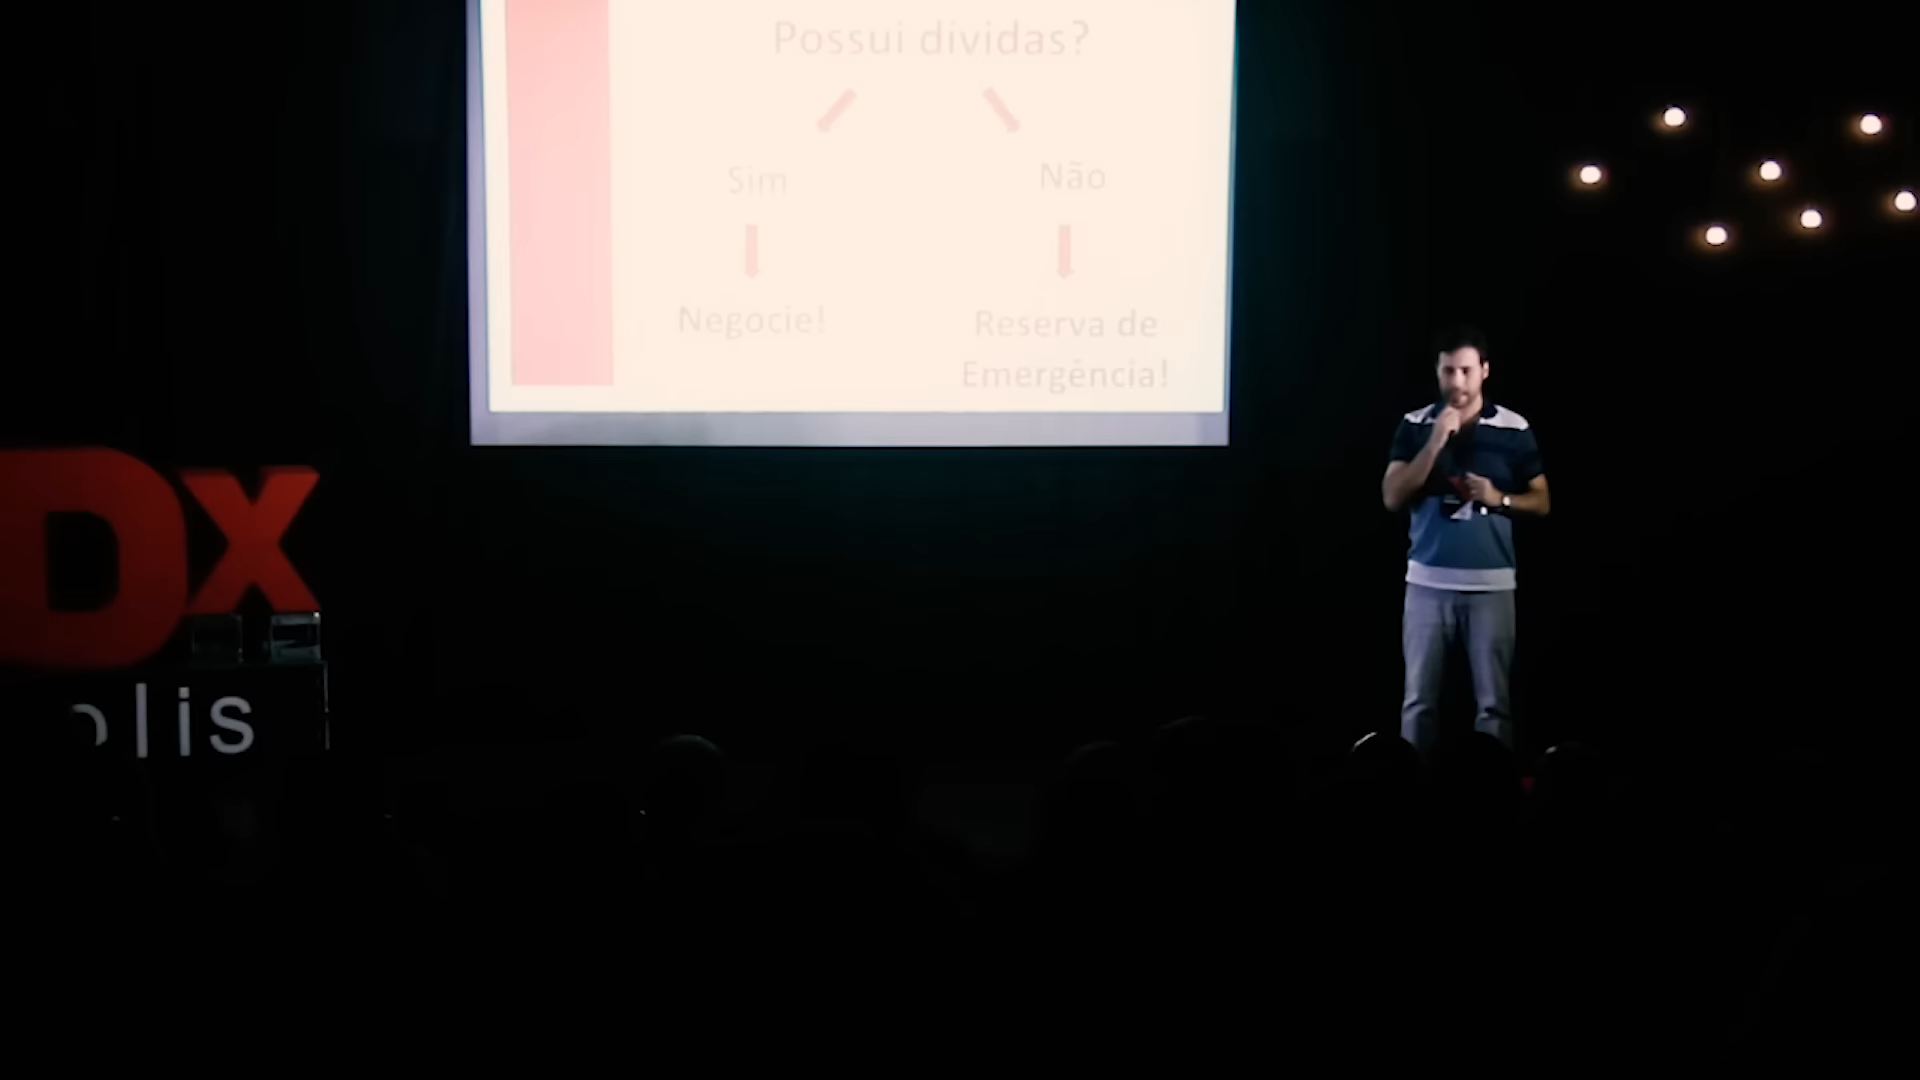 Possui dívidas?
Sim
Não
Negocie!
Reserva de
Emergência!
Dx
olis